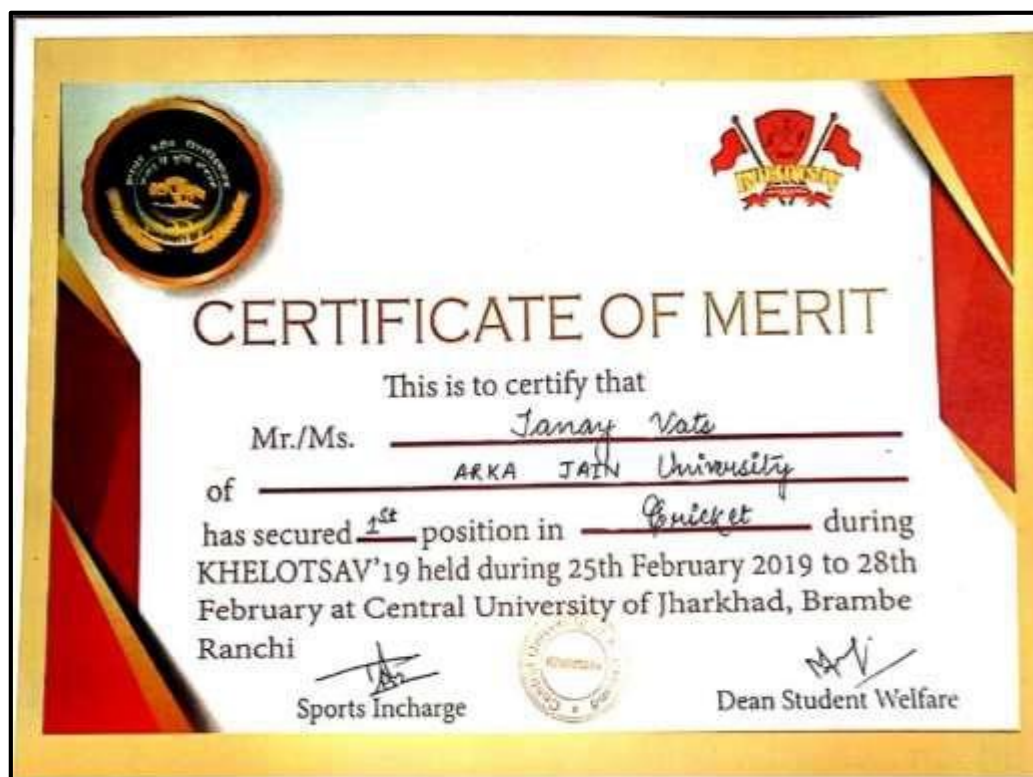 KHELOTSAV
CERTIFICATE OF MERIT
This is to certify that
Mr./Ms. Tanay Vats
of ARKA JAIN University
has secured 1st position in Cricket during
KHELOTSAV'19 held during 25th February 2019 to 28th
February at Central University of Jharkhad, Brambe
Ranchi
Sports Incharge
Dean Student Welfare